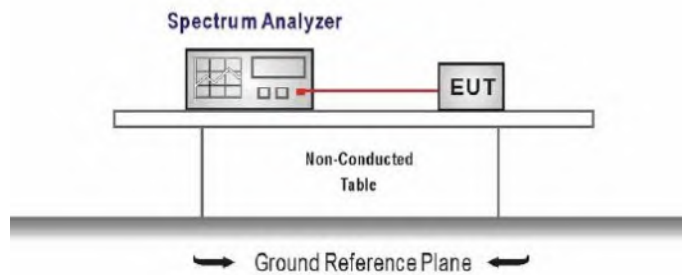 Spectrum Analyzer
EUT
Non-Conducted
Table
Ground Reference Plane